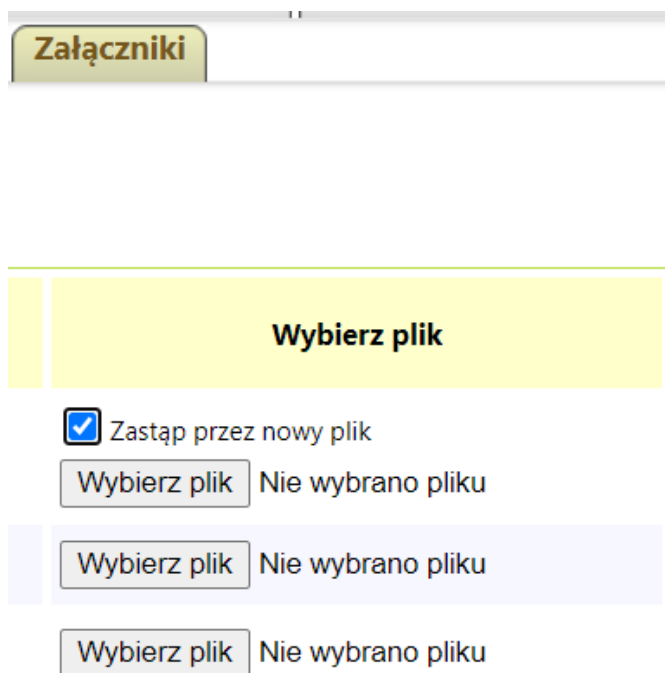 Załączniki
Wybierz plik
Zastąp przez nowy plik
Wybierz plik Nie wybrano pliku
Wybierz plik Nie wybrano pliku
Wybierz plik Nie wybrano pliku